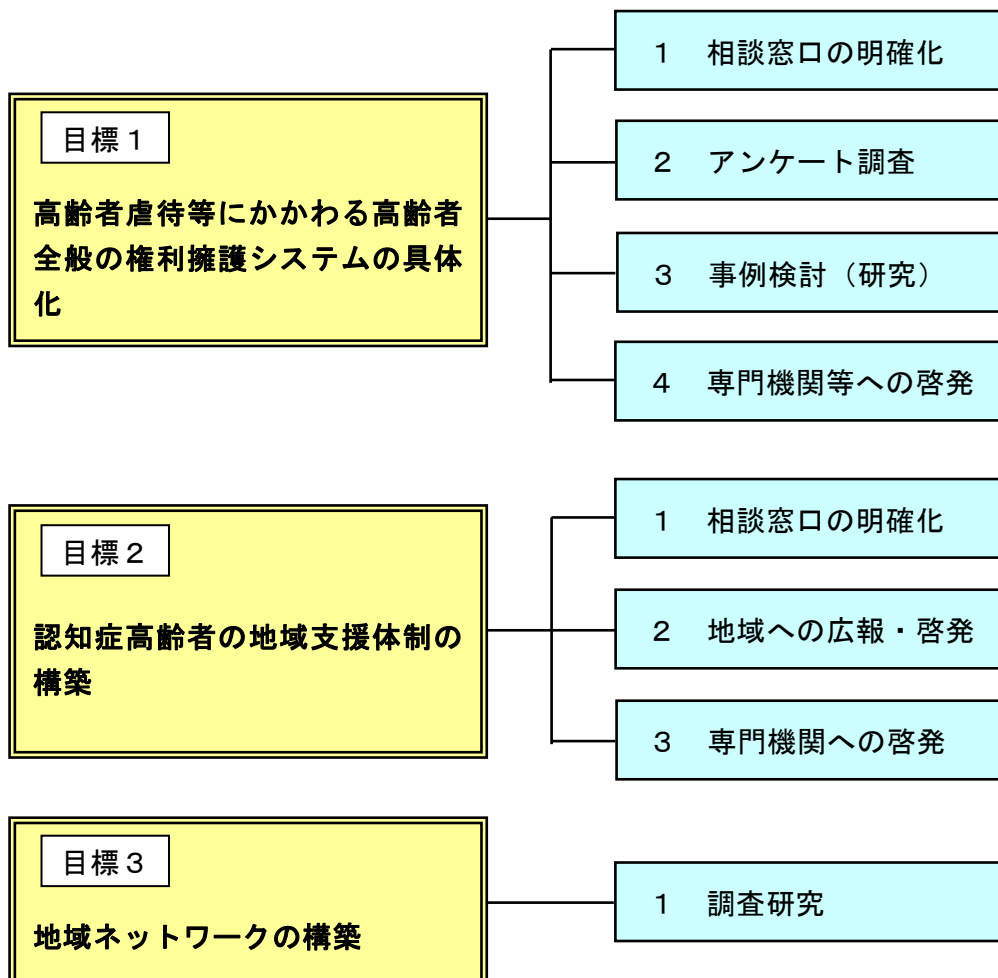 目標１
高齢者虐待等にかかわる高齢者
全般の権利擁護システムの具体
化
１　相談窓口の明確化
２　アンケート調査
３　事例検討（研究）
４　専門機関等への啓発
目標２
認知症高齢者の地域支援体制の
構築
１　相談窓口の明確化
２　地域への広報・啓発
３　専門機関への啓発
目標３
地域ネットワークの構築
１　調査研究